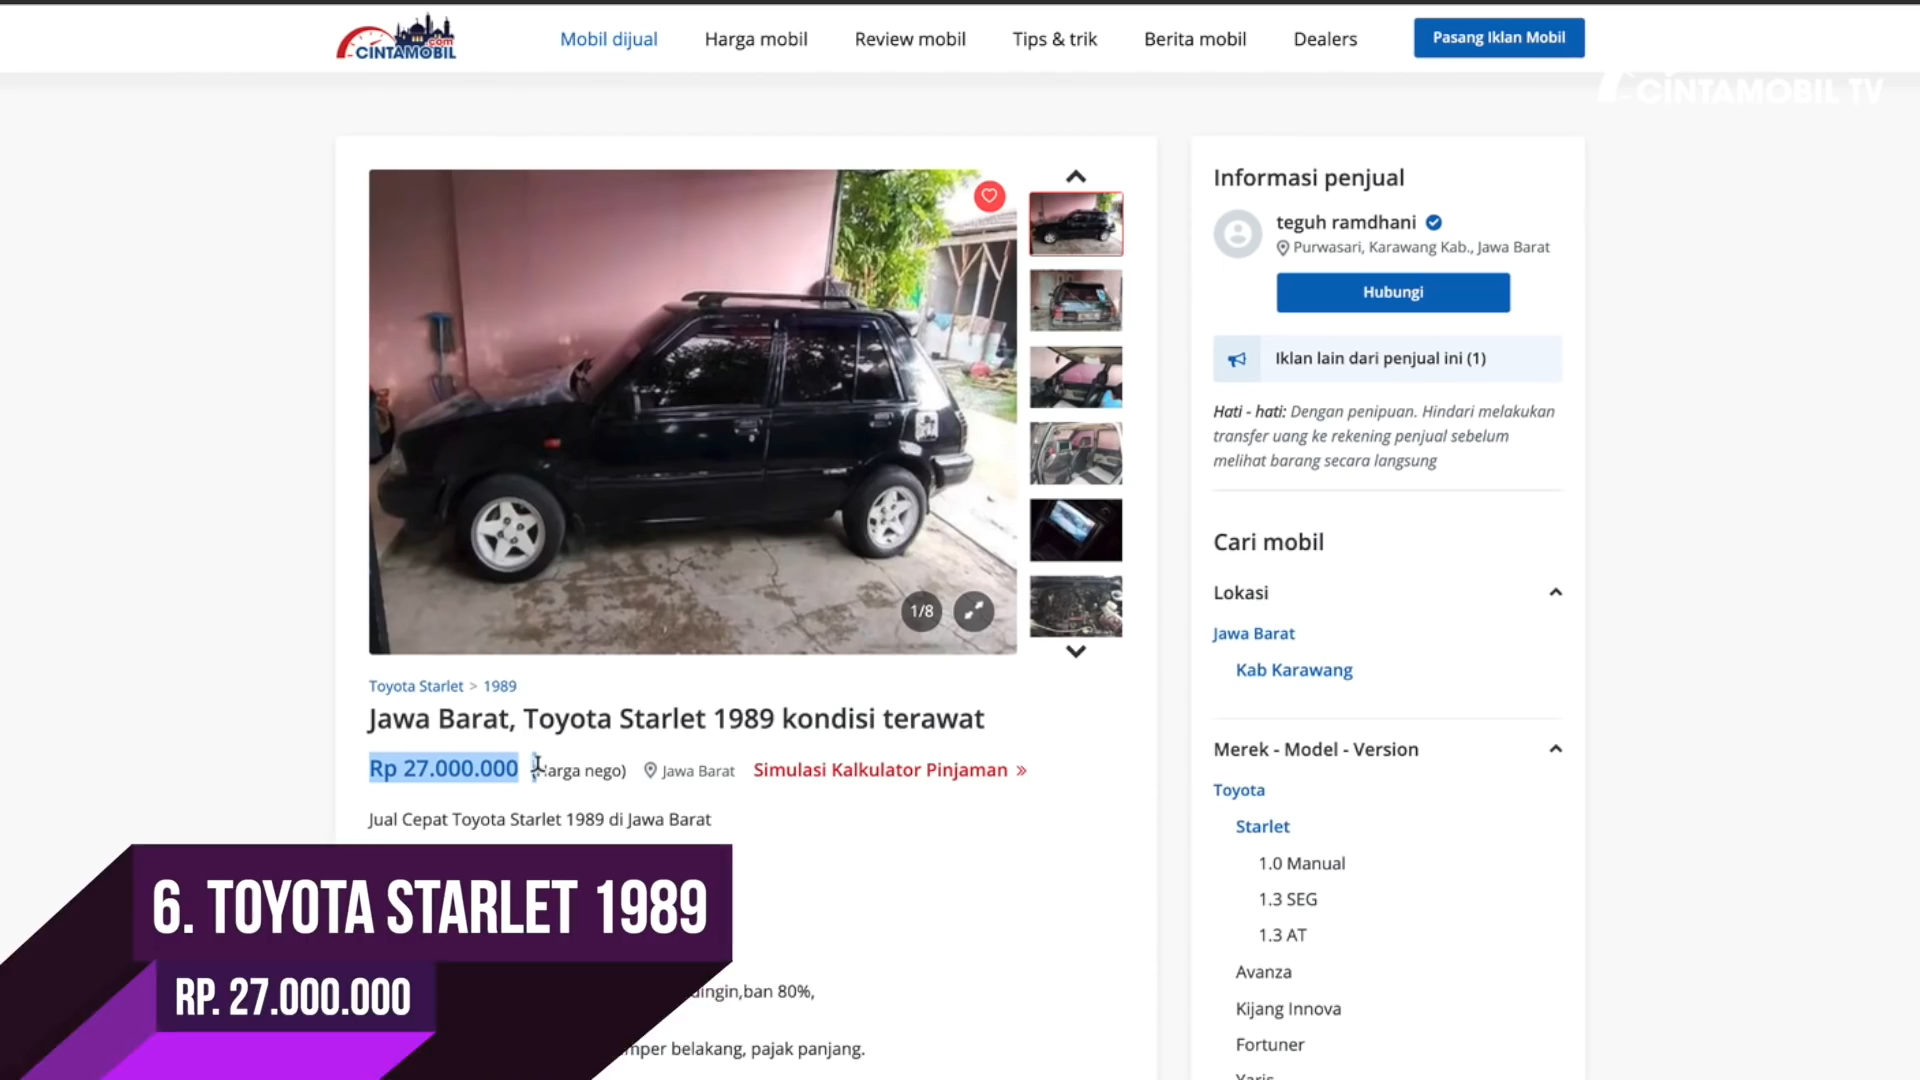 .com
CINTAMOBIL
Mobil dijual
Harga mobil
Review mobil
Tips & trik
Berita mobil
Dealers
Pasang Iklan Mobil
CINTAMOBIL TV
1/8
Toyota Starlet > 1989
Jawa Barat, Toyota Starlet 1989 kondisi terawat
Rp 27.000.000
arga nego)
Jawa Barat
Simulasi Kalkulator Pinjaman »
Jual Cepat Toyota Starlet 1989 di Jawa Barat
6. TOYOTA STARLET 1989
RP. 27.000.000
ingin,ban 80%,
mper belakang, pajak panjang.
Informasi penjual
teguh ramdhani
Purwasari, Karawang Kab., Jawa Barat
Hubungi
Iklan lain dari penjual ini (1)
Hati - hati: Dengan penipuan. Hindari melakukan
transfer uang ke rekening penjual sebelum
melihat barang secara langsung
Cari mobil
Lokasi
Jawa Barat
Kab Karawang
Merek - Model - Version
Toyota
Starlet
1.0 Manual
1.3 SEG
1.3 AT
Avanza
Kijang Innova
Fortuner
Yaris